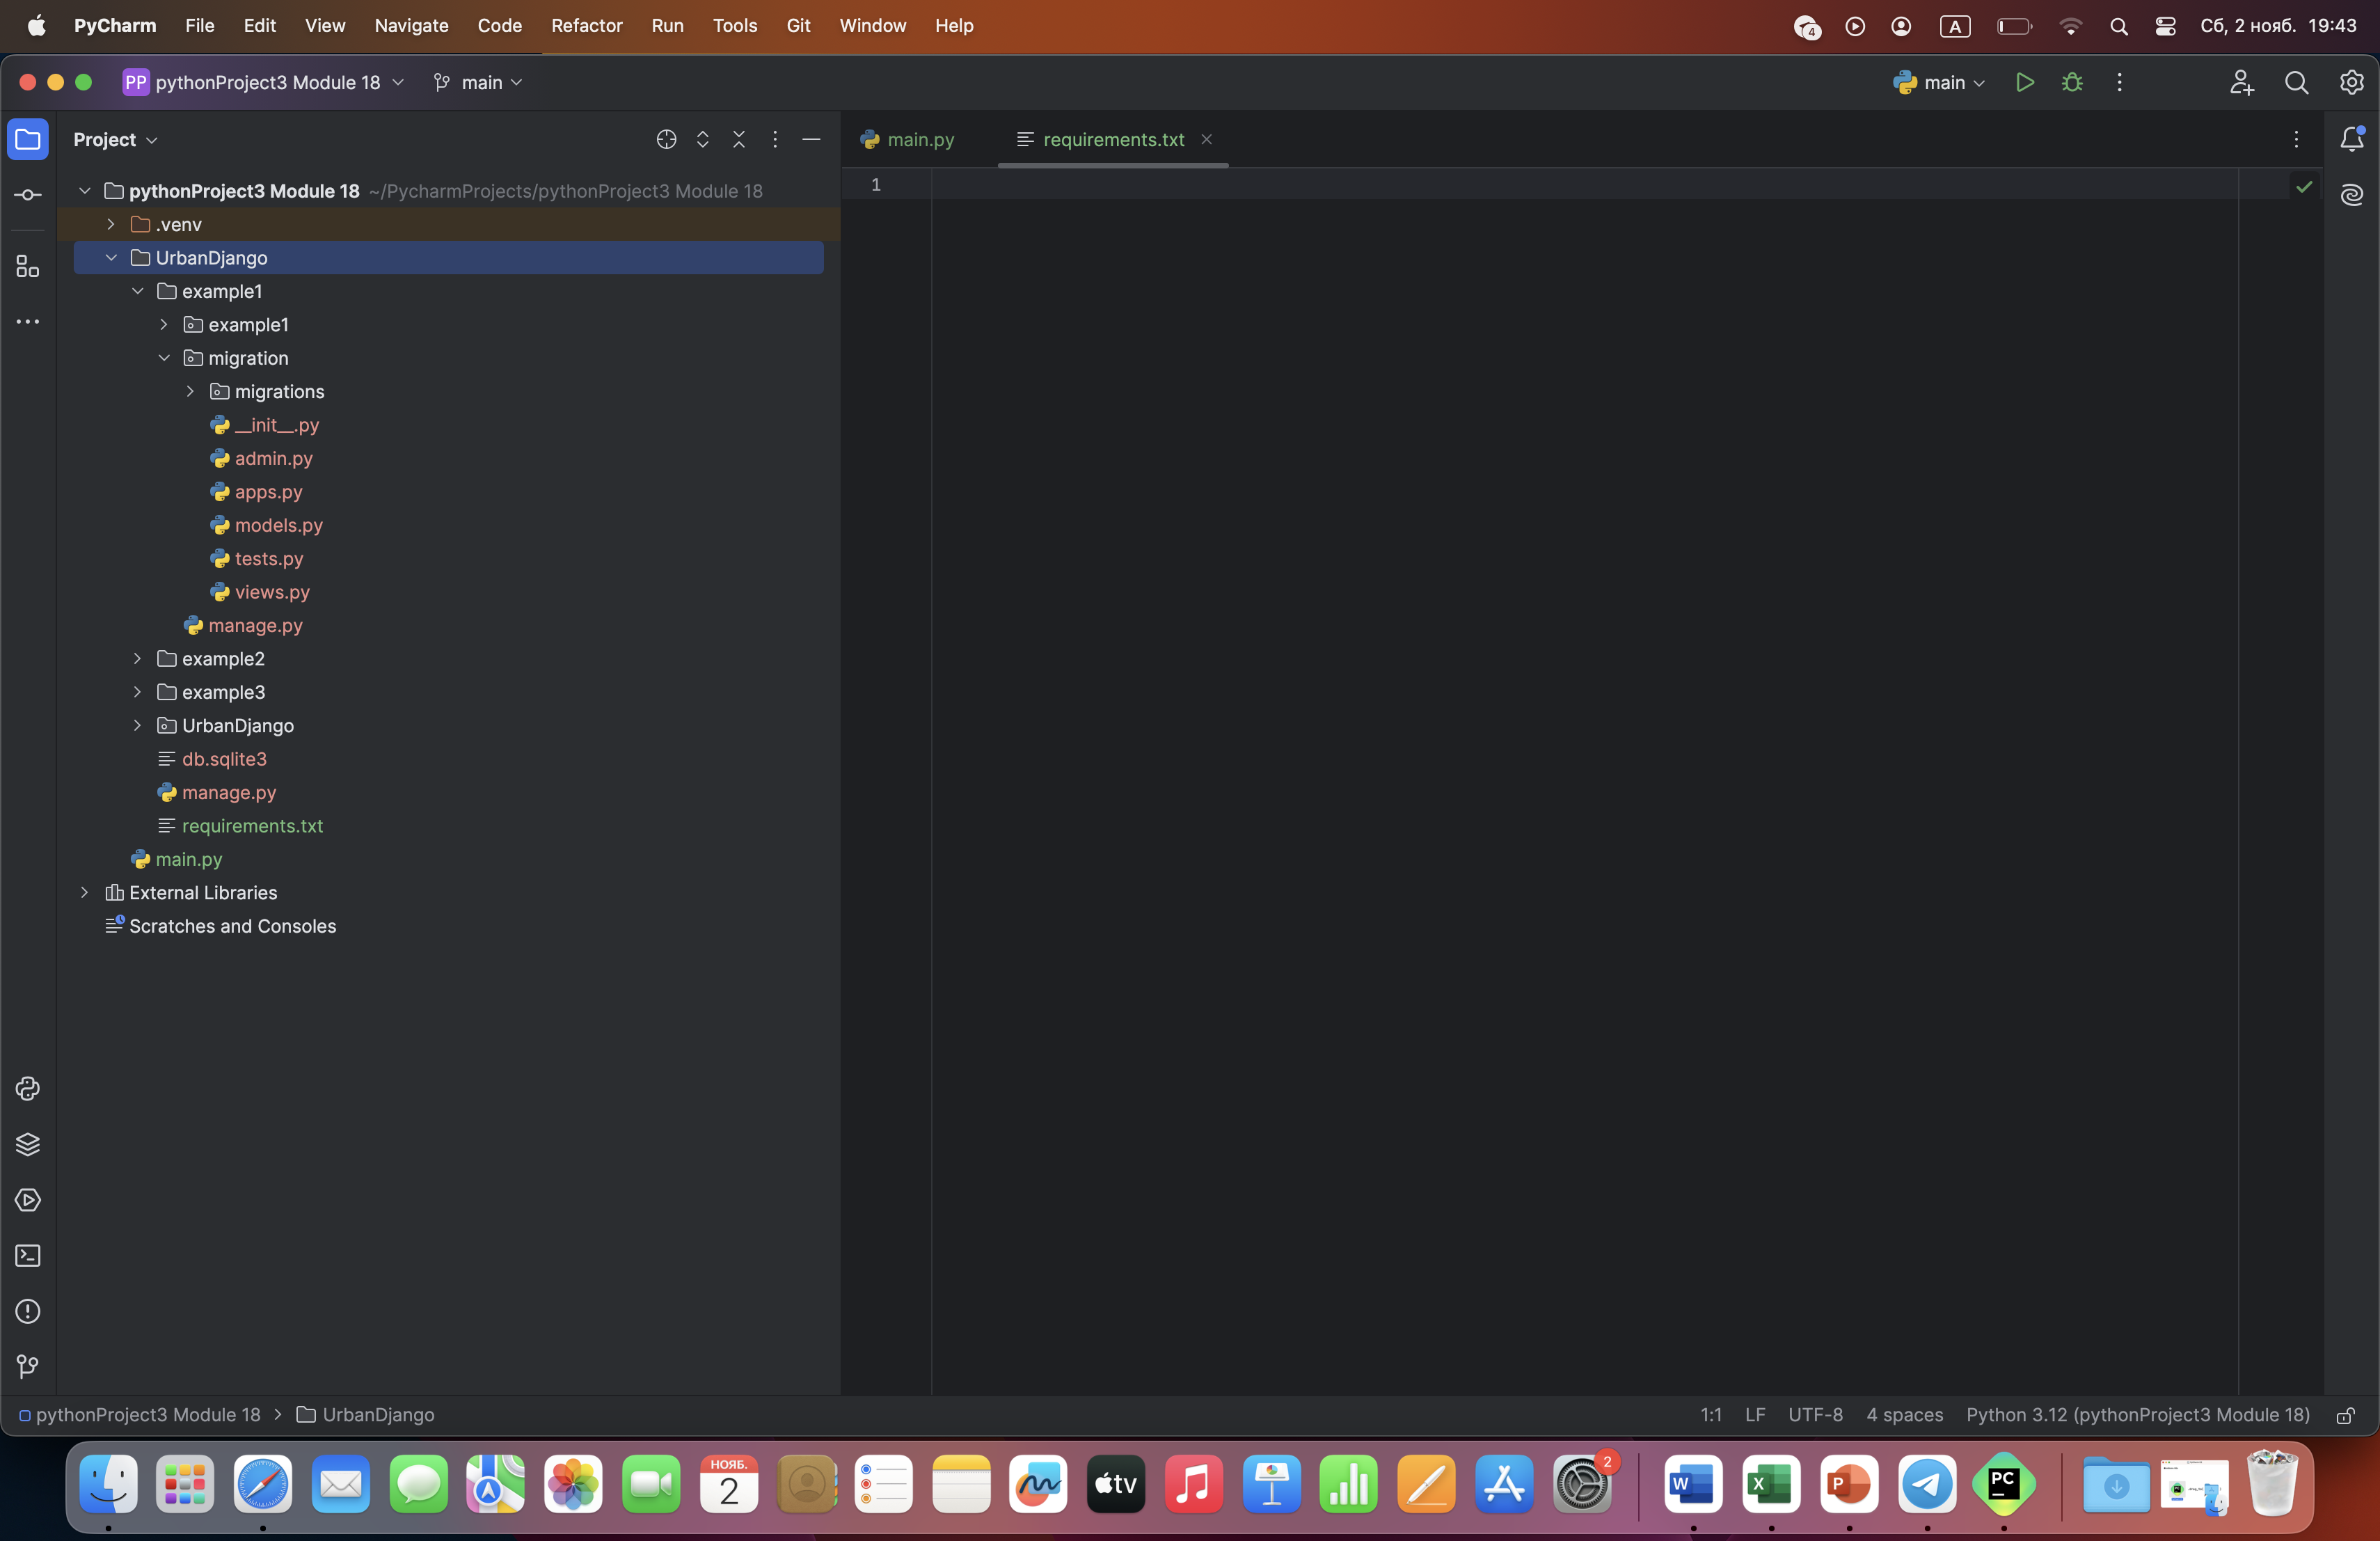 PyCharm File Edit View Navigate Code Refactor Run Tools Git Window Help 4 A Сб, 2 нояб. 19:43
PP pythonProject3 Module 18 main main
Project main.py requirements.txt
pythonProject3 Module 18 ~/PycharmProjects/pythonProject3 Module 18 1
.venv
UrbanDjango
example1
example1
migration
migrations
__init__.py
admin.py
apps.py
models.py
tests.py
views.py
manage.py
example2
example3
UrbanDjango
db.sqlite3
manage.py
requirements.txt
main.py
External Libraries
Scratches and Consoles
pythonProject3 Module 18 > UrbanDjango 1:1 LF UTF-8 4 spaces Python 3.12 (pythonProject3 Module 18)
НОЯБ. 2 tv 2 W X P PC